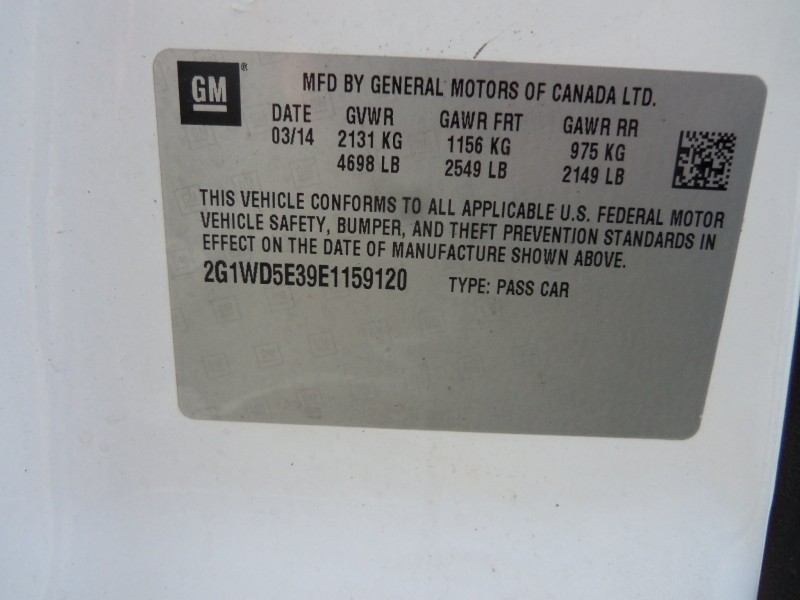 GM ®
MFD BY GENERAL MOTORS OF CANADA LTD.
DATE GVWR GAWR FRT GAWR RR
03/14 2131 KG 1156 KG 975 KG
4698 LB 2549 LB 2149 LB
THIS VEHICLE CONFORMS TO ALL APPLICABLE U.S. FEDERAL MOTOR
VEHICLE SAFETY, BUMPER, AND THEFT PREVENTION STANDARDS IN
EFFECT ON THE DATE OF MANUFACTURE SHOWN ABOVE.
2G1WD5E39E1159120 TYPE: PASS CAR